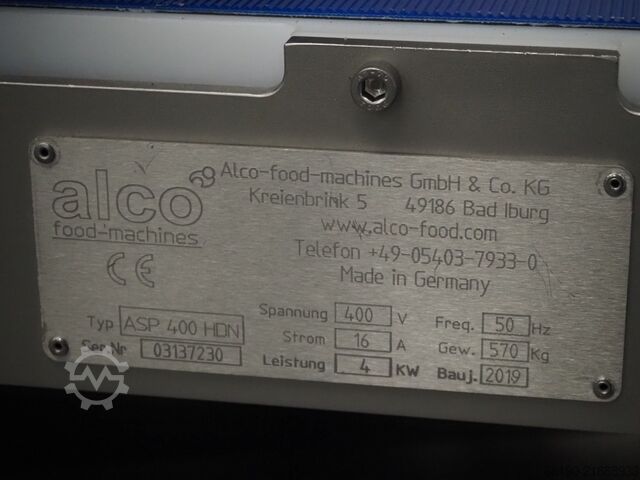 Alco-food-machines GmbH & Co. KG
Kreienbrink 5 49186 Bad Iburg
www.alco-food.com
Telefon +49-05403-7933-0
Made in Germany
alco
food-machines
CE
Typ ASP 400 HDN
Ser.Nr. 03137230
Spannung 400 V
Strom 16 A
Leistung 4 KW
Freq. 50 Hz
Gew. 570 Kg
Bauj. 2019